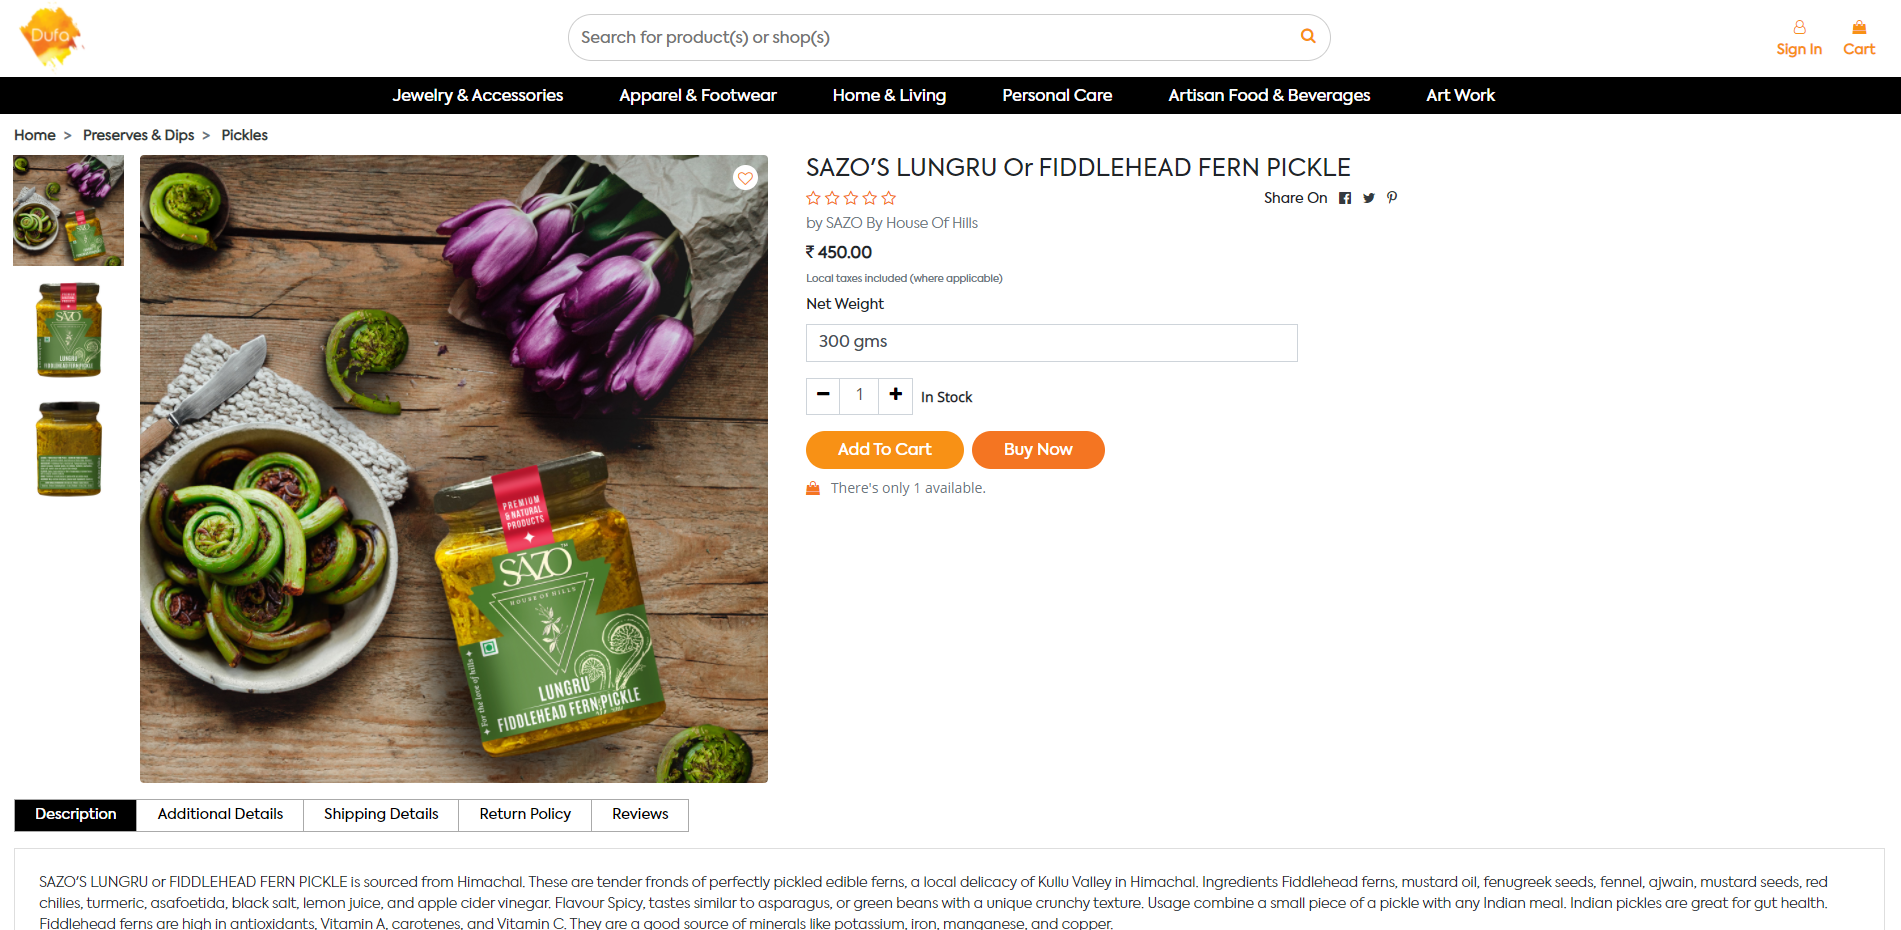 Dufa
Search for product(s) or shop(s)
Sign In
Cart
Jewelry & Accessories
Apparel & Footwear
Home & Living
Personal Care
Artisan Food & Beverages
Art Work
Home > Preserves & Dips > Pickles
SAZO'S LUNGRU Or FIDDLEHEAD FERN PICKLE
Share On
by SAZO By House Of Hills
₹ 450.00
Local taxes included (where applicable)
Net Weight
300 gms
1
In Stock
Add To Cart
Buy Now
There's only 1 available.
PREMIUM
& NATURAL
PRODUCTS
SĀZO™
HOUSE OF HILLS
For the love of hills
LUNGRU
FIDDLEHEAD FERN PICKLE
SĀZO
LUNGRU
FIDDLEHEAD FERN PICKLE
Description
Additional Details
Shipping Details
Return Policy
Reviews
SAZO'S LUNGRU or FIDDLEHEAD FERN PICKLE is sourced from Himachal. These are tender fronds of perfectly pickled edible ferns, a local delicacy of Kullu Valley in Himachal. Ingredients Fiddlehead ferns, mustard oil, fenugreek seeds, fennel, ajwain, mustard seeds, red
chilies, turmeric, asafoetida, black salt, lemon juice, and apple cider vinegar. Flavour Spicy, tastes similar to asparagus, or green beans with a unique crunchy texture. Usage combine a small piece of a pickle with any Indian meal. Indian pickles are great for gut health.
Fiddlehead ferns are high in antioxidants, Vitamin A, carotenes, and Vitamin C. They are a good source of minerals like potassium, iron, manganese, and copper.